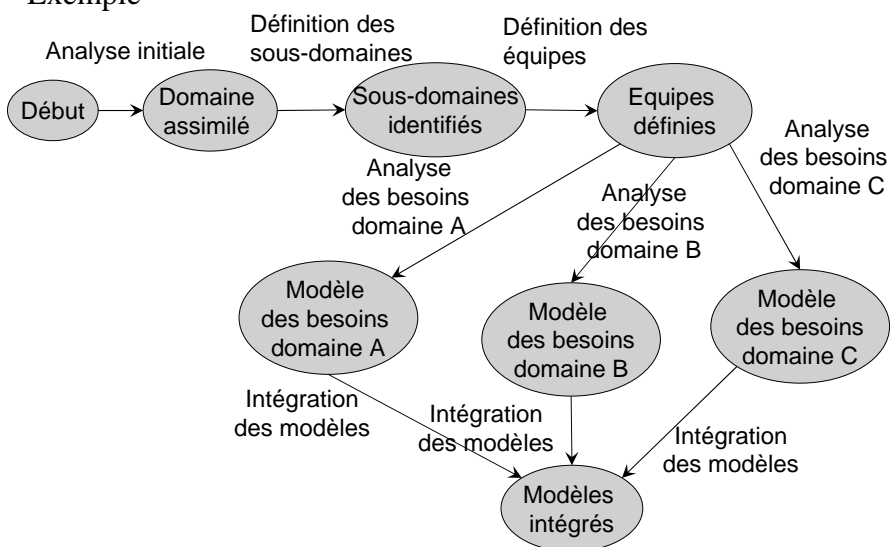 Exemple
Analyse initiale
Définition des
sous-domaines
Définition des
équipes
Début
Domaine
assimilé
Sous-domaines
identifiés
Equipes
définies
Analyse
des besoins
domaine A
Analyse
des besoins
domaine B
Analyse
des besoins
domaine C
Modèle
des besoins
domaine A
Modèle
des besoins
domaine B
Modèle
des besoins
domaine C
Intégration
des modèles
Intégration
des modèles
Intégration
des modèles
Modèles
intégrés